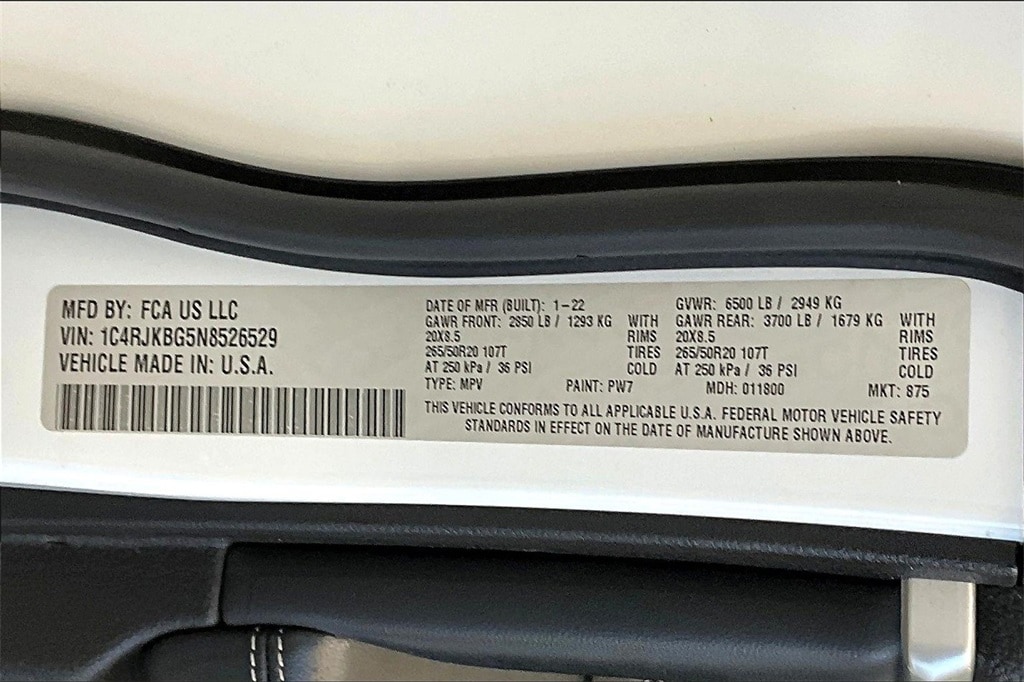 MFD BY: FCA US LLC
VIN: 1C4RJKBG5N8526529
VEHICLE MADE IN: U.S.A.
DATE OF MFR (BUILT): 1-22
GAWR FRONT: 2850 LB / 1293 KG WITH
20X8.5 RIMS
265/50R20 107T TIRES
AT 250 kPa / 36 PSI COLD
GVWR: 6500 LB / 2949 KG
GAWR REAR: 3700 LB / 1679 KG WITH
20X8.5 RIMS
265/50R20 107T TIRES
AT 250 kPa / 36 PSI COLD
TYPE: MPV PAINT: PW7 MDH: 011800 MKT: 875
THIS VEHICLE CONFORMS TO ALL APPLICABLE U.S.A. FEDERAL MOTOR VEHICLE SAFETY
STANDARDS IN EFFECT ON THE DATE OF MANUFACTURE SHOWN ABOVE.